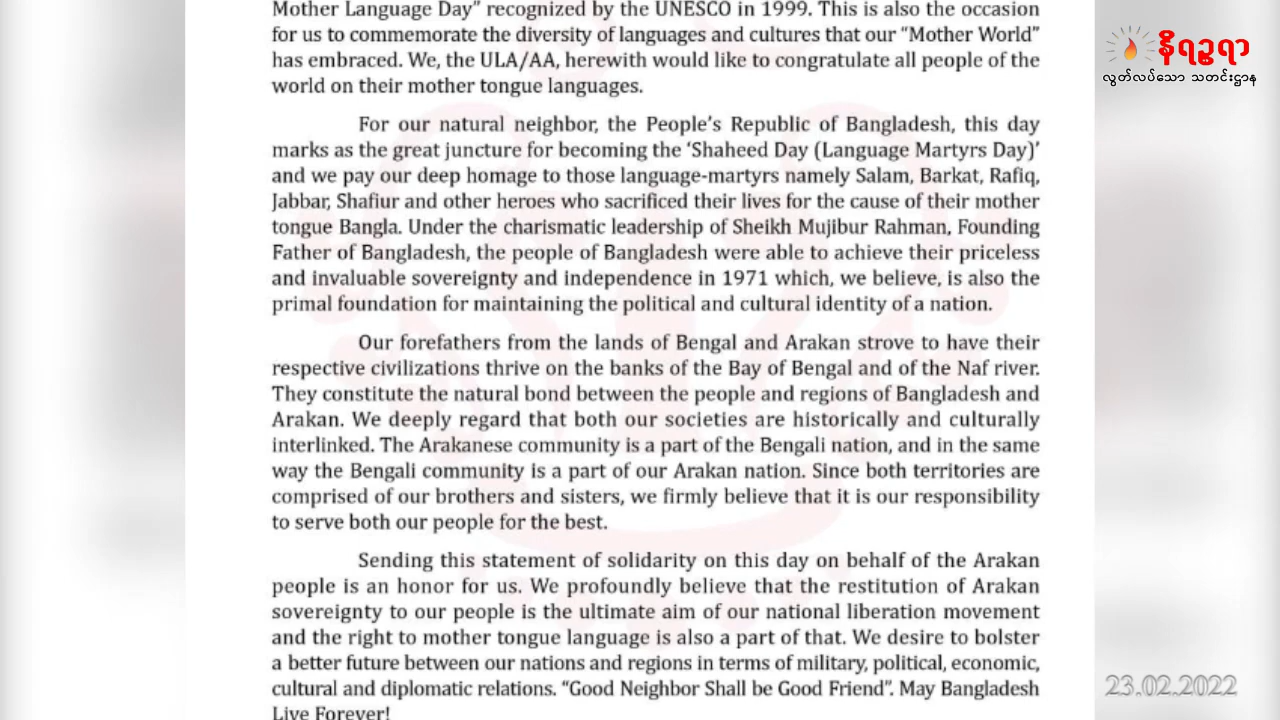 Mother Language Day” recognized by the UNESCO in 1999. This is also the occasion
for us to commemorate the diversity of languages and cultures that our “Mother World”
has embraced. We, the ULA/AA, herewith would like to congratulate all people of the
world on their mother tongue languages.
For our natural neighbor, the People’s Republic of Bangladesh, this day
marks as the great juncture for becoming the ‘Shaheed Day (Language Martyrs Day)’
and we pay our deep homage to those language-martyrs namely Salam, Barkat, Rafiq,
Jabbar, Shafiur and other heroes who sacrificed their lives for the cause of their mother
tongue Bangla. Under the charismatic leadership of Sheikh Mujibur Rahman, Founding
Father of Bangladesh, the people of Bangladesh were able to achieve their priceless
and invaluable sovereignty and independence in 1971 which, we believe, is also the
primal foundation for maintaining the political and cultural identity of a nation.
Our forefathers from the lands of Bengal and Arakan strove to have their
respective civilizations thrive on the banks of the Bay of Bengal and of the Naf river.
They constitute the natural bond between the people and regions of Bangladesh and
Arakan. We deeply regard that both our societies are historically and culturally
interlinked. The Arakanese community is a part of the Bengali nation, and in the same
way the Bengali community is a part of our Arakan nation. Since both territories are
comprised of our brothers and sisters, we firmly believe that it is our responsibility
to serve both our people for the best.
Sending this statement of solidarity on this day on behalf of the Arakan
people is an honor for us. We profoundly believe that the restitution of Arakan
sovereignty to our people is the ultimate aim of our national liberation movement
and the right to mother tongue language is also a part of that. We desire to bolster
a better future between our nations and regions in terms of military, political, economic,
cultural and diplomatic relations. “Good Neighbor Shall be Good Friend”. May Bangladesh
Live Forever!
နိရဉ္စရာ
လွတ်လပ်သော သတင်းဌာန
23.02.2022